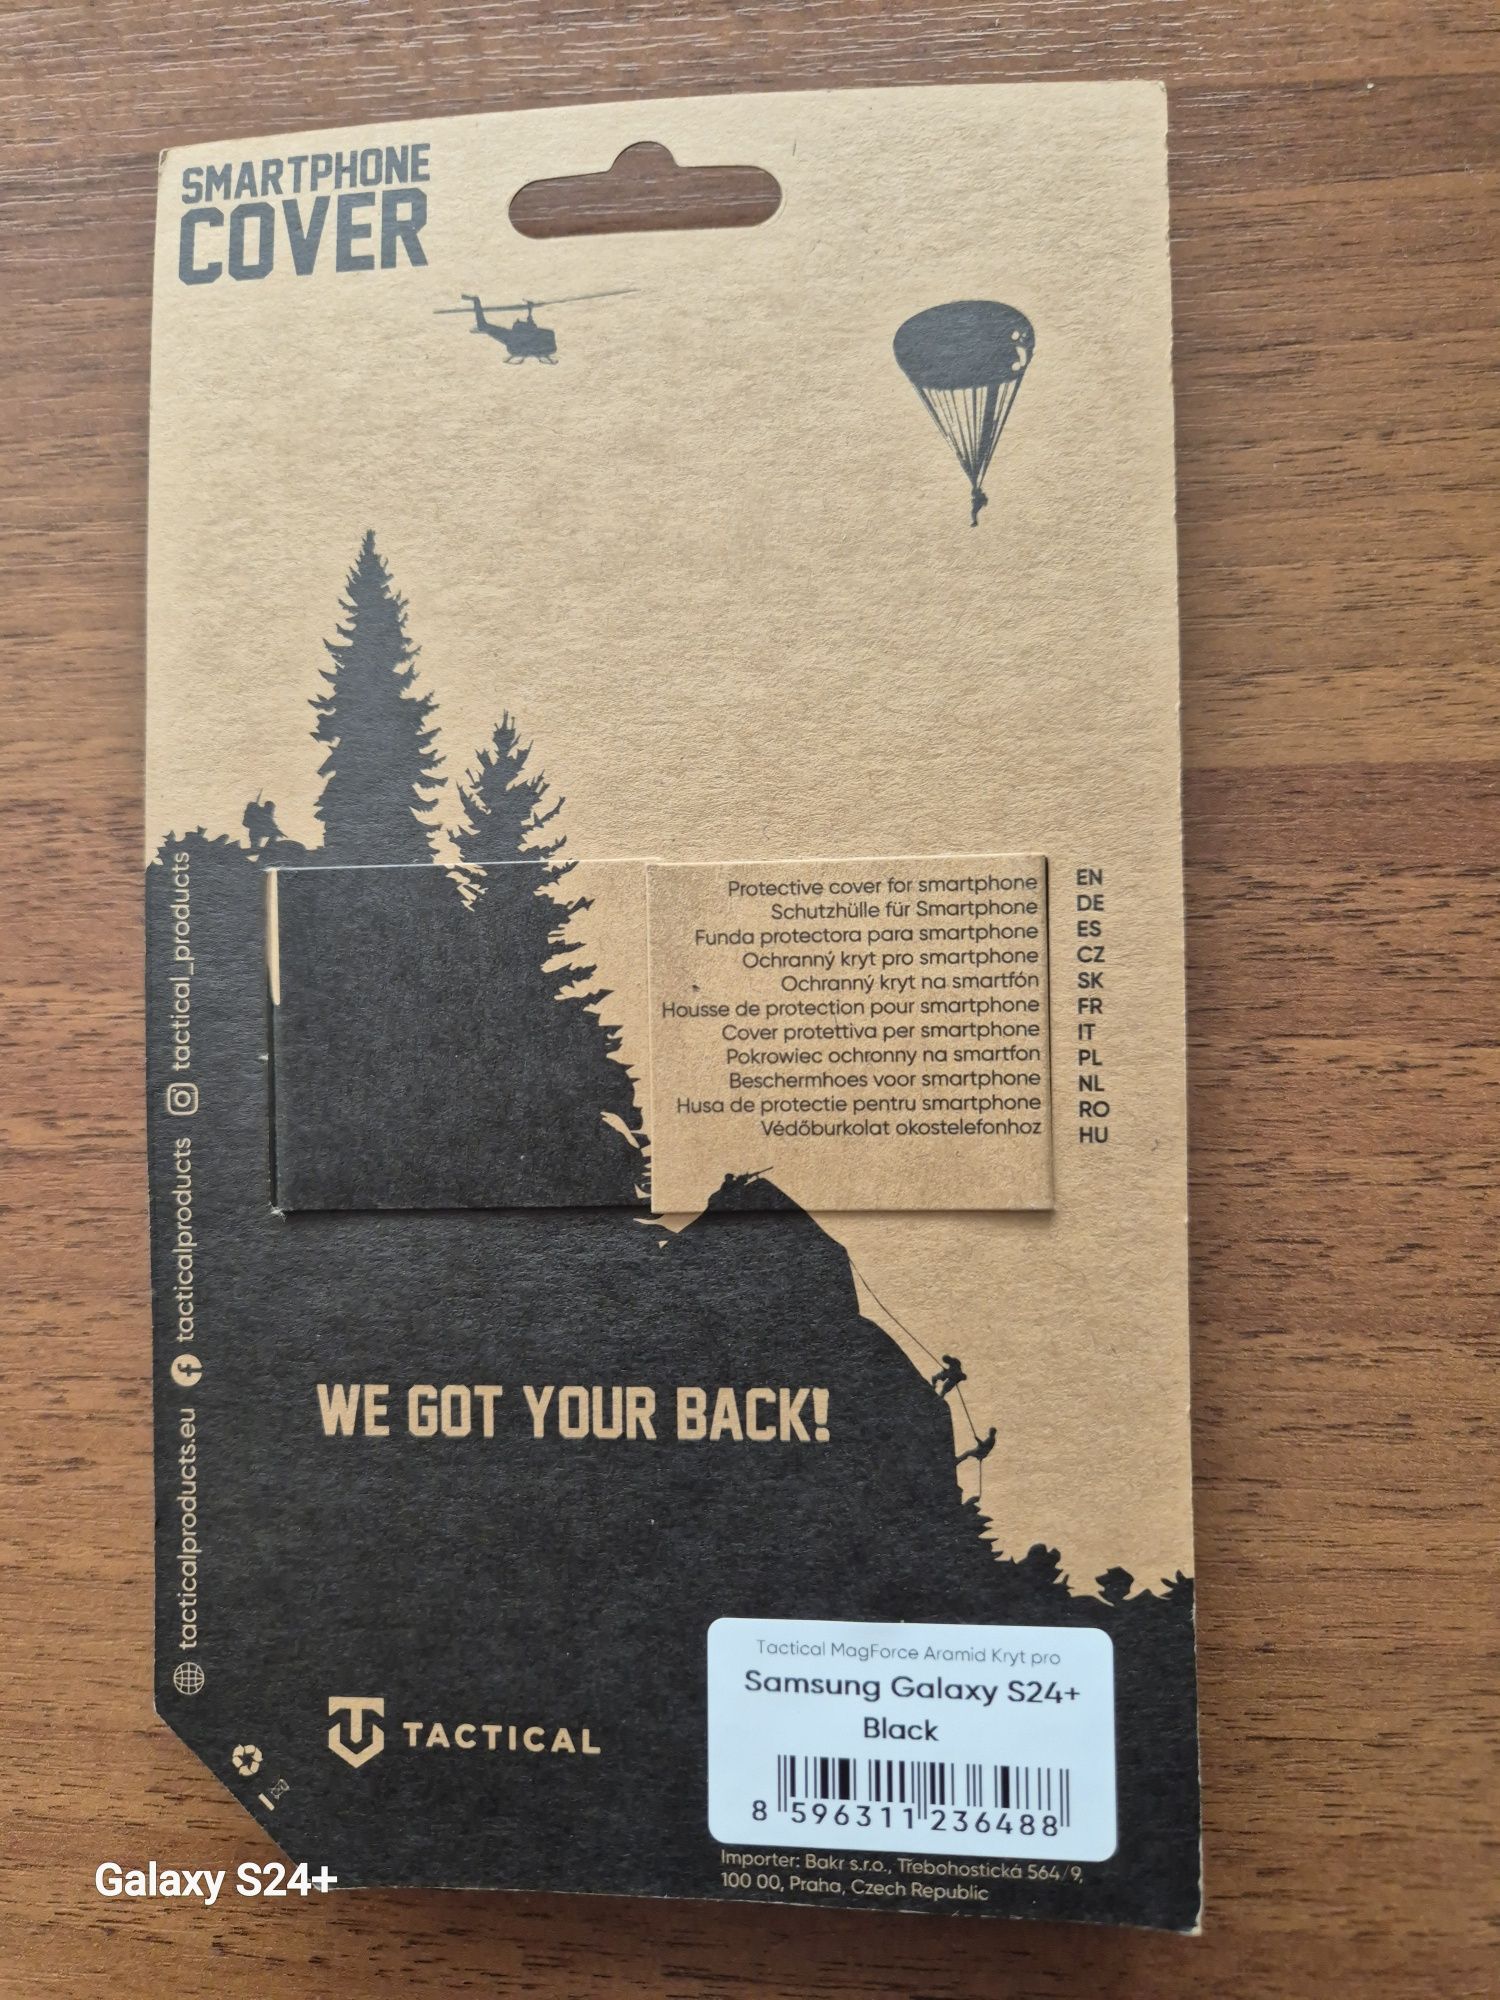 SMARTPHONE
COVER
Protective cover for smartphone EN
Schutzhülle für Smartphone DE
Funda protectora para smartphone ES
Ochranný kryt pro smartphone CZ
Ochranný kryt na smartfón SK
Housse de protection pour smartphone FR
Cover protettiva per smartphone IT
Pokrowiec ochronny na smartfon PL
Beschermhoes voor smartphone NL
Husa de protectie pentru smartphone RO
Védőburkolat okostelefonhoz HU
tacticalproducts.eu tacticalproducts tactical_products
WE GOT YOUR BACK!
TACTICAL
Tactical MagForce Aramid Kryt pro
Samsung Galaxy S24+
Black
8 596311 236488
Importer: Bakr s.r.o., Třebohostická 564/9,
100 00, Praha, Czech Republic
Galaxy S24+